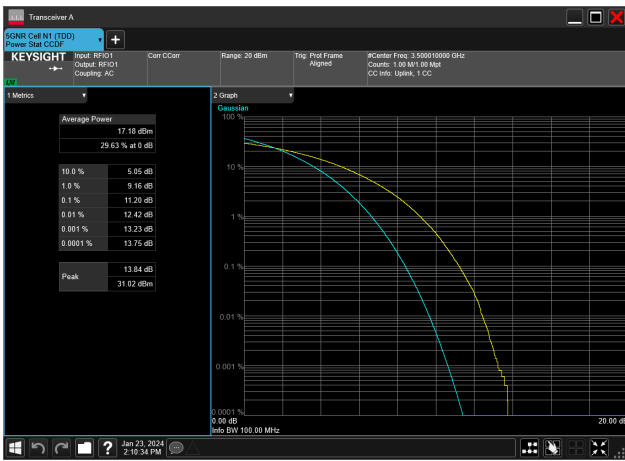 Transceiver A
5GNR Cell N1 (TDD)
Power Stat CCDF
KEYSIGHT
Input: RFIO1
Output: RFIO1
Coupling: AC
Corr CCorr
Range: 20 dBm
Trig: Prot Frame
Aligned
#Center Freq: 3.500010000 GHz
Counts: 1.00 M/1.00 Mpt
CC Info: Uplink, 1 CC
1 Metrics
Average Power
17.18 dBm
29.63 % at 0 dB
10.0 % 5.05 dB
1.0 % 9.16 dB
0.1 % 11.20 dB
0.01 % 12.42 dB
0.001 % 13.23 dB
0.0001 % 13.75 dB
Peak 13.84 dB
31.02 dBm
2 Graph
Gaussian
100 %
10 %
1 %
0.1 %
0.01 %
0.001 %
0.0001 %
0.00 dB
20.00 dB
Info BW 100.00 MHz
Jan 23, 2024
2:10:34 PM